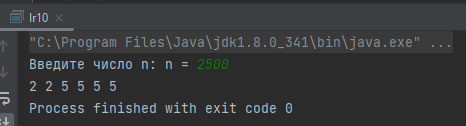 lr10
"C:\Program Files\Java\jdk1.8.0_341\bin\java.exe" ...
Введите число n: n = 2500
2 2 5 5 5 5
Process finished with exit code 0